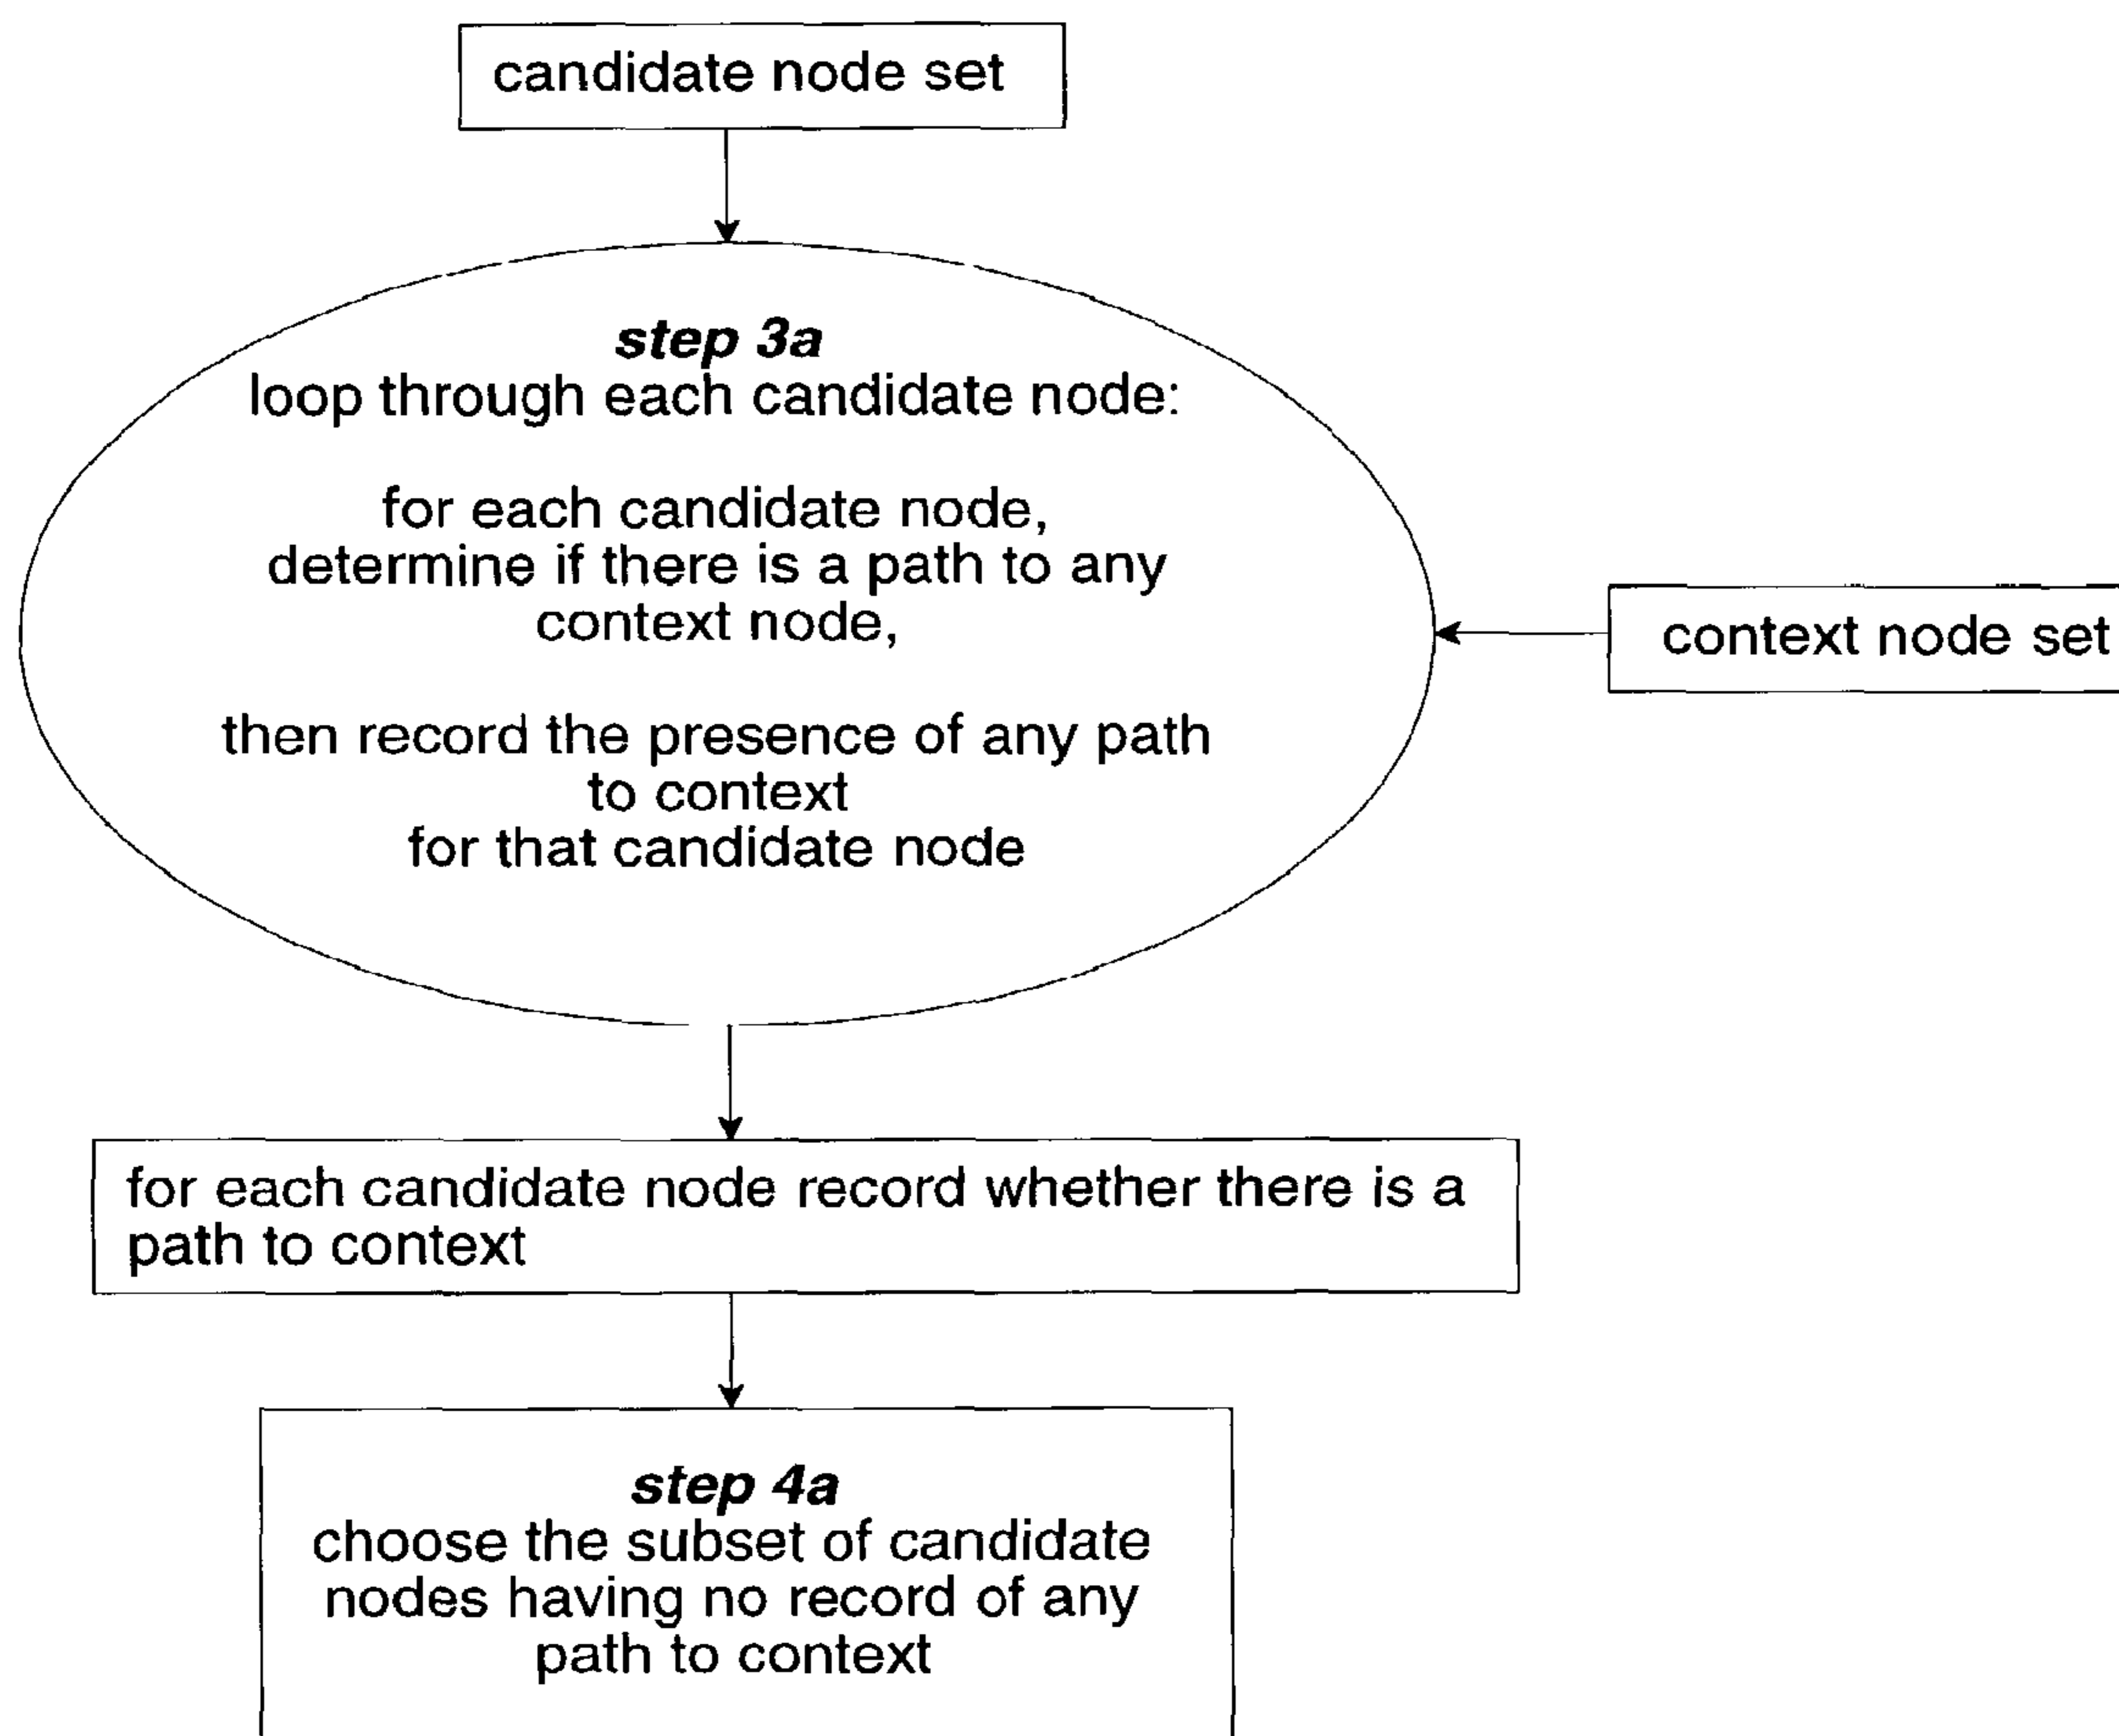 candidate node set
step 3a
loop through each candidate node:
for each candidate node,
determine if there is a path to any
context node,
then record the presence of any path
to context
for that candidate node
context node set
for each candidate node record whether there is a
path to context
step 4a
choose the subset of candidate
nodes having no record of any
path to context